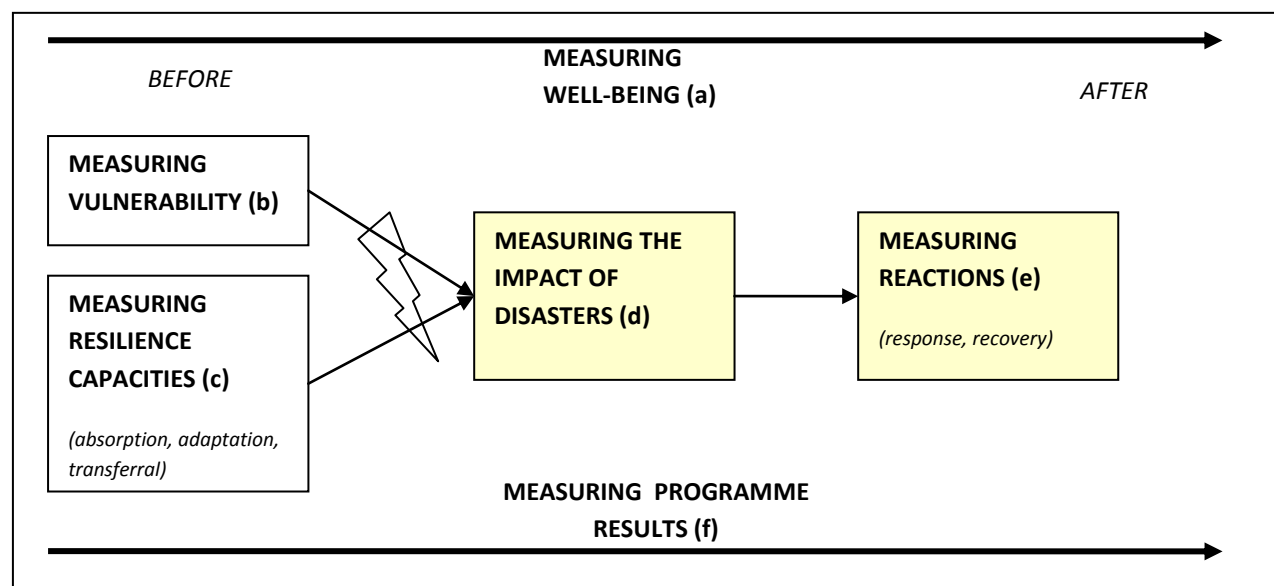 MEASURING
WELL-BEING (a)
BEFORE
AFTER
MEASURING
VULNERABILITY (b)
MEASURING
RESILIENCE
CAPACITIES (c)
(absorption, adaptation,
transferral)
MEASURING THE
IMPACT OF
DISASTERS (d)
MEASURING
REACTIONS (e)
(response, recovery)
MEASURING PROGRAMME
RESULTS (f)